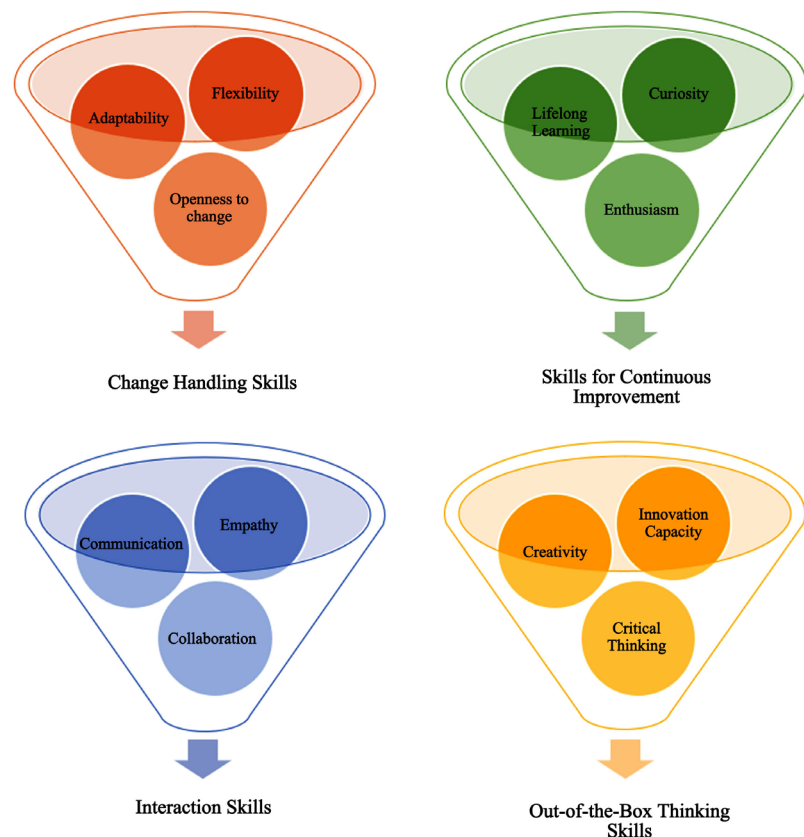 Flexibility
Adaptability
Openness to
change
Change Handling Skills
Curiosity
Lifelong
Learning
Enthusiasm
Skills for Continuous
Improvement
Empathy
Communication
Collaboration
Interaction Skills
Innovation
Capacity
Creativity
Critical
Thinking
Out-of-the-Box Thinking
Skills